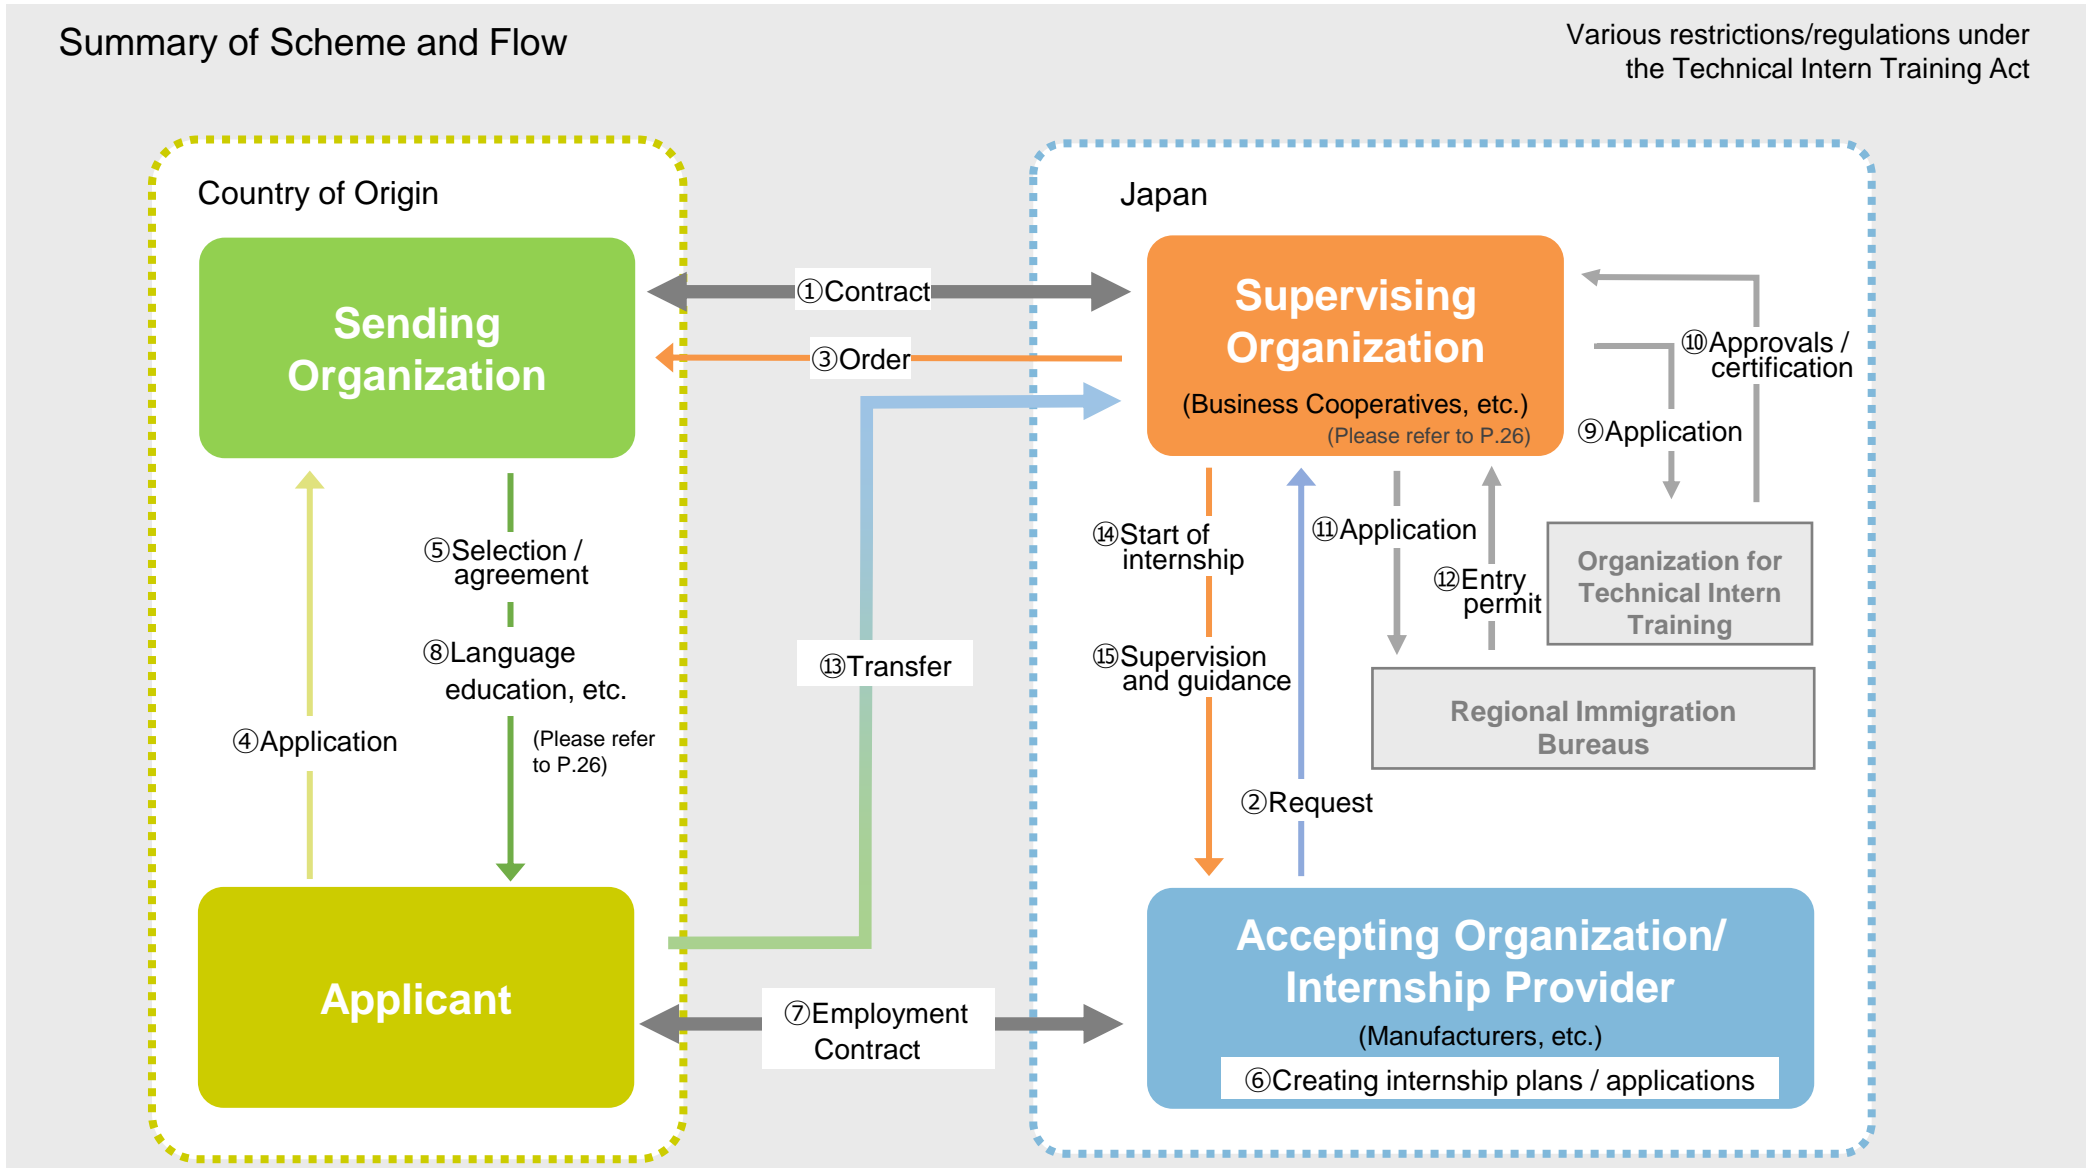 Summary of Scheme and Flow
Various restrictions/regulations under
the Technical Intern Training Act
Country of Origin
Sending
Organization
⑤Selection /
agreement
⑧Language
education, etc.
(Please refer
to P.26)
④Application
Applicant
①Contract
③Order
⑬Transfer
⑦Employment
Contract
Japan
Supervising
Organization
(Business Cooperatives, etc.)
(Please refer to P.26)
⑩Approvals /
certification
⑨Application
⑭Start of
internship
⑪Application
⑫Entry
permit
Organization for
Technical Intern
Training
⑮Supervision
and guidance
Regional Immigration
Bureaus
②Request
Accepting Organization/
Internship Provider
(Manufacturers, etc.)
⑥Creating internship plans / applications